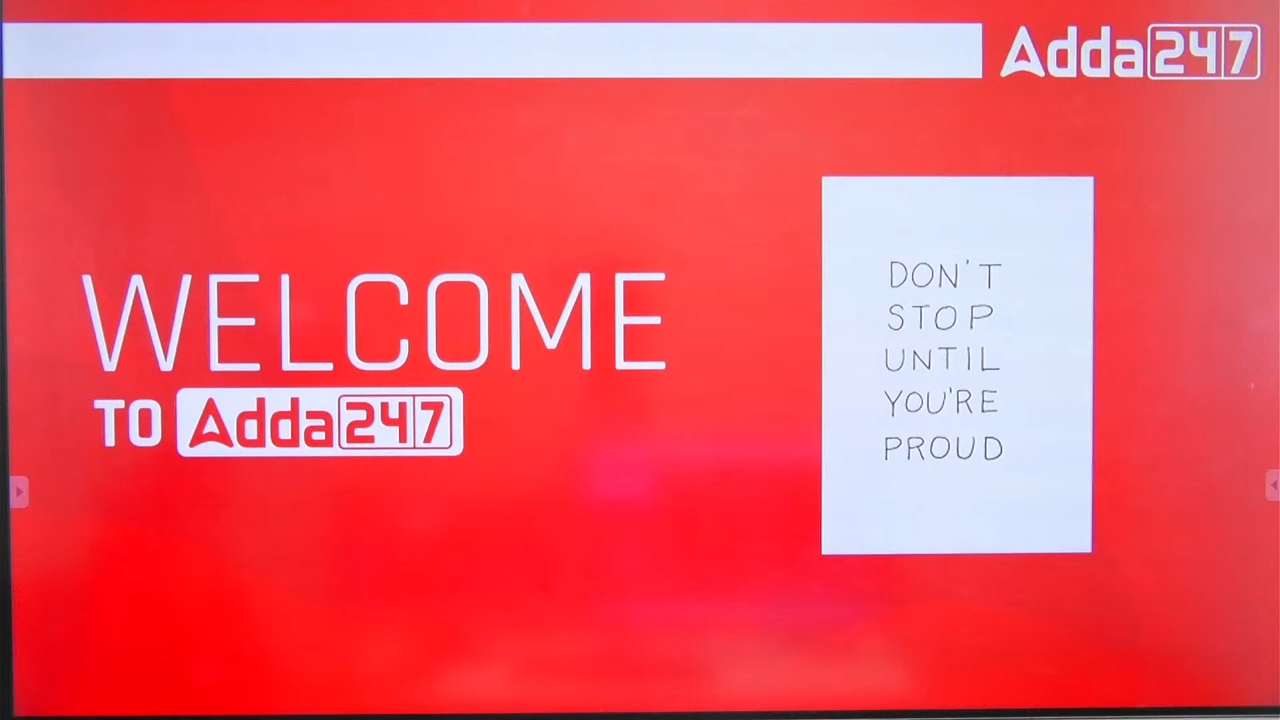 Adda247
WELCOME
TO Adda247
DON'T
STOP
UNTIL
YOU'RE
PROUD